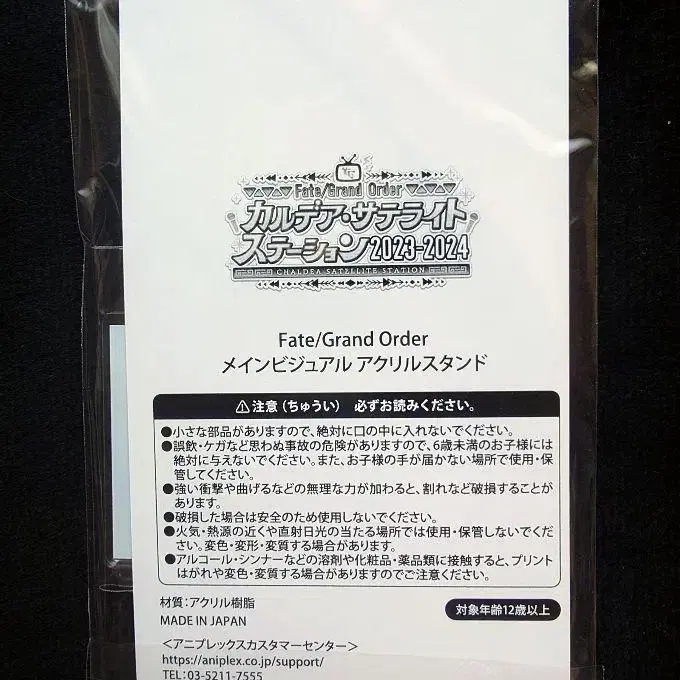 Fate/Grand Order
カルデア・サテライト
ステーション2023-2024
CHALDEA SATELLITE STATION
Fate/Grand Order
メインビジュアル アクリルスタンド
⚠注意(ちゅうい) 必ずお読みください。
●小さな部品がありますので、絶対に口の中に入れないでください。
●誤飲・ケガなど思わぬ事故の危険がありますので、6歳未満のお子様には
絶対に与えないでください。また、お子様の手が届かない場所で使用・保
管してください。
●強い衝撃や曲げるなどの無理な力が加わると、割れなど破損することが
あります。
●破損した場合は安全のため使用しないでください。
●火気・熱源の近くや直射日光の当たる場所では使用・保管しないでくだ
さい。変色・変形・変質する場合があります。
●アルコール・シンナーなどの溶剤や化粧品・薬品類に接触すると、プリント
はがれや変色・変質する場合がありますのでご注意ください。
材質:アクリル樹脂
MADE IN JAPAN
対象年齢12歳以上
<アニプレックスカスタマーセンター>
https://aniplex.co.jp/support/
TEL:03-5211-7555